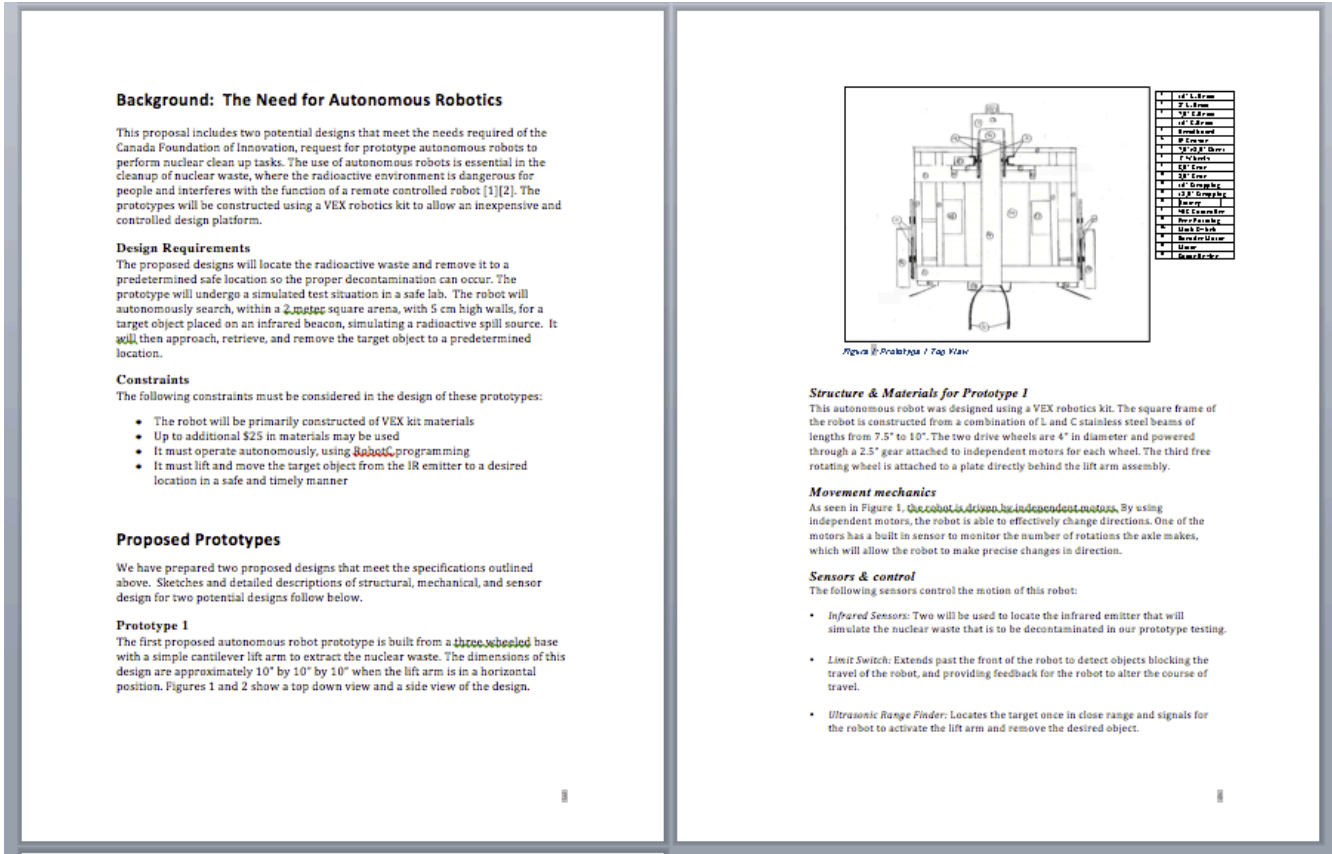 Background: The Need for Autonomous Robotics
This proposal includes two potential designs that meet the needs required of the
Canada Foundation of Innovation, request for prototype autonomous robots to
perform nuclear clean up tasks. The use of autonomous robots is essential in the
cleanup of nuclear waste, where the radioactive environment is dangerous for
people and interferes with the function of a remote controlled robot [1][2]. The
prototypes will be constructed using a VEX robotics kit to allow an inexpensive and
controlled design platform.
Design Requirements
The proposed designs will locate the radioactive waste and remove it to a
predetermined safe location so the proper decontamination can occur. The
prototype will undergo a simulated test situation in a safe lab. The robot will
autonomously search, within a 2 meter square arena, with 5 cm high walls, for a
target object placed on an infrared beacon, simulating a radioactive spill source. It
will then approach, retrieve, and remove the target object to a predetermined
location.
Constraints
The following constraints must be considered in the design of these prototypes:
• The robot will be primarily constructed of VEX kit materials
• Up to additional $25 in materials may be used
• It must operate autonomously, using RobotC programming
• It must lift and move the target object from the IR emitter to a desired
location in a safe and timely manner
Proposed Prototypes
We have prepared two proposed designs that meet the specifications outlined
above. Sketches and detailed descriptions of structural, mechanical, and sensor
design for two potential designs follow below.
Prototype 1
The first proposed autonomous robot prototype is built from a three wheeled base
with a simple cantilever lift arm to extract the nuclear waste. The dimensions of this
design are approximately 10" by 10" by 10" when the lift arm is in a horizontal
position. Figures 1 and 2 show a top down view and a side view of the design.
Figure 1: Prototype 1 Top View
Structure & Materials for Prototype 1
This autonomous robot was designed using a VEX robotics kit. The square frame of
the robot is constructed from a combination of L and C stainless steel beams of
lengths from 7.5" to 10". The two drive wheels are 4" in diameter and powered
through a 2.5" gear attached to independent motors for each wheel. The third free
rotating wheel is attached to a plate directly behind the lift arm assembly.
Movement mechanics
As seen in Figure 1, the robot is driven by independent motors. By using
independent motors, the robot is able to effectively change directions. One of the
motors has a built in sensor to monitor the number of rotations the axle makes,
which will allow the robot to make precise changes in direction.
Sensors & control
The following sensors control the motion of this robot:
• Infrared Sensors: Two will be used to locate the infrared emitter that will
simulate the nuclear waste that is to be decontaminated in our prototype testing.
• Limit Switch: Extends past the front of the robot to detect objects blocking the
travel of the robot, and providing feedback for the robot to alter the course of
travel.
• Ultrasonic Range Finder: Locates the target once in close range and signals for
the robot to activate the lift arm and remove the desired object.